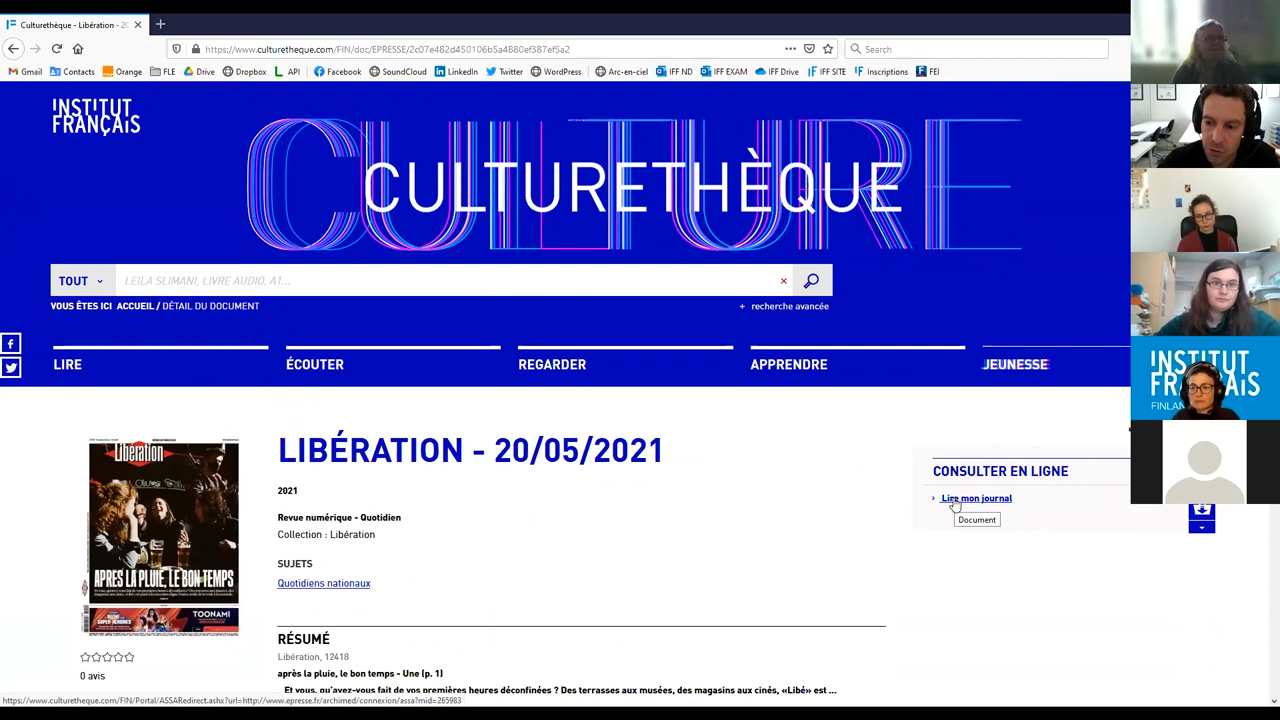 Culturethèque - Libération - 20
https://www.culturetheque.com/FIN/doc/EPRESSE/2c07e482d450106b5a4880ef387ef5a2
Search
Gmail Contacts Orange FLE Drive Dropbox API Facebook SoundCloud LinkedIn Twitter WordPress Arc-en-ciel IFF ND IFF EXAM IFF Drive IFF SITE Inscriptions FEI
INSTITUT
FRANÇAIS
CULTURE
CULTURETHÈQUE
TOUT LEILA SLIMANI, LIVRE AUDIO, A1...
VOUS ÊTES ICI ACCUEIL / DÉTAIL DU DOCUMENT
+ recherche avancée
LIRE ÉCOUTER REGARDER APPRENDRE JEUNESSE
INSTITUT
FRANÇAIS
FINLAN
Libération
APRÈS LA PLUIE, LE BON TEMPS
TOONAMI
0 avis
LIBÉRATION - 20/05/2021
2021
Revue numérique - Quotidien
Collection : Libération
SUJETS
Quotidiens nationaux
RÉSUMÉ
Libération, 12418
après la pluie, le bon temps - Une (p. 1)
Et vous, qu'avez-vous fait de vos premières heures déconfinées ? Des terrasses aux musées, des magasins aux cinés, «Libé» est ...
CONSULTER EN LIGNE
Lire mon journal
Document
https://www.culturetheque.com/FIN/Portal/ASSARedirect.ashx?url=http://www.epresse.fr/archimed/connexion/assa?mid=265983